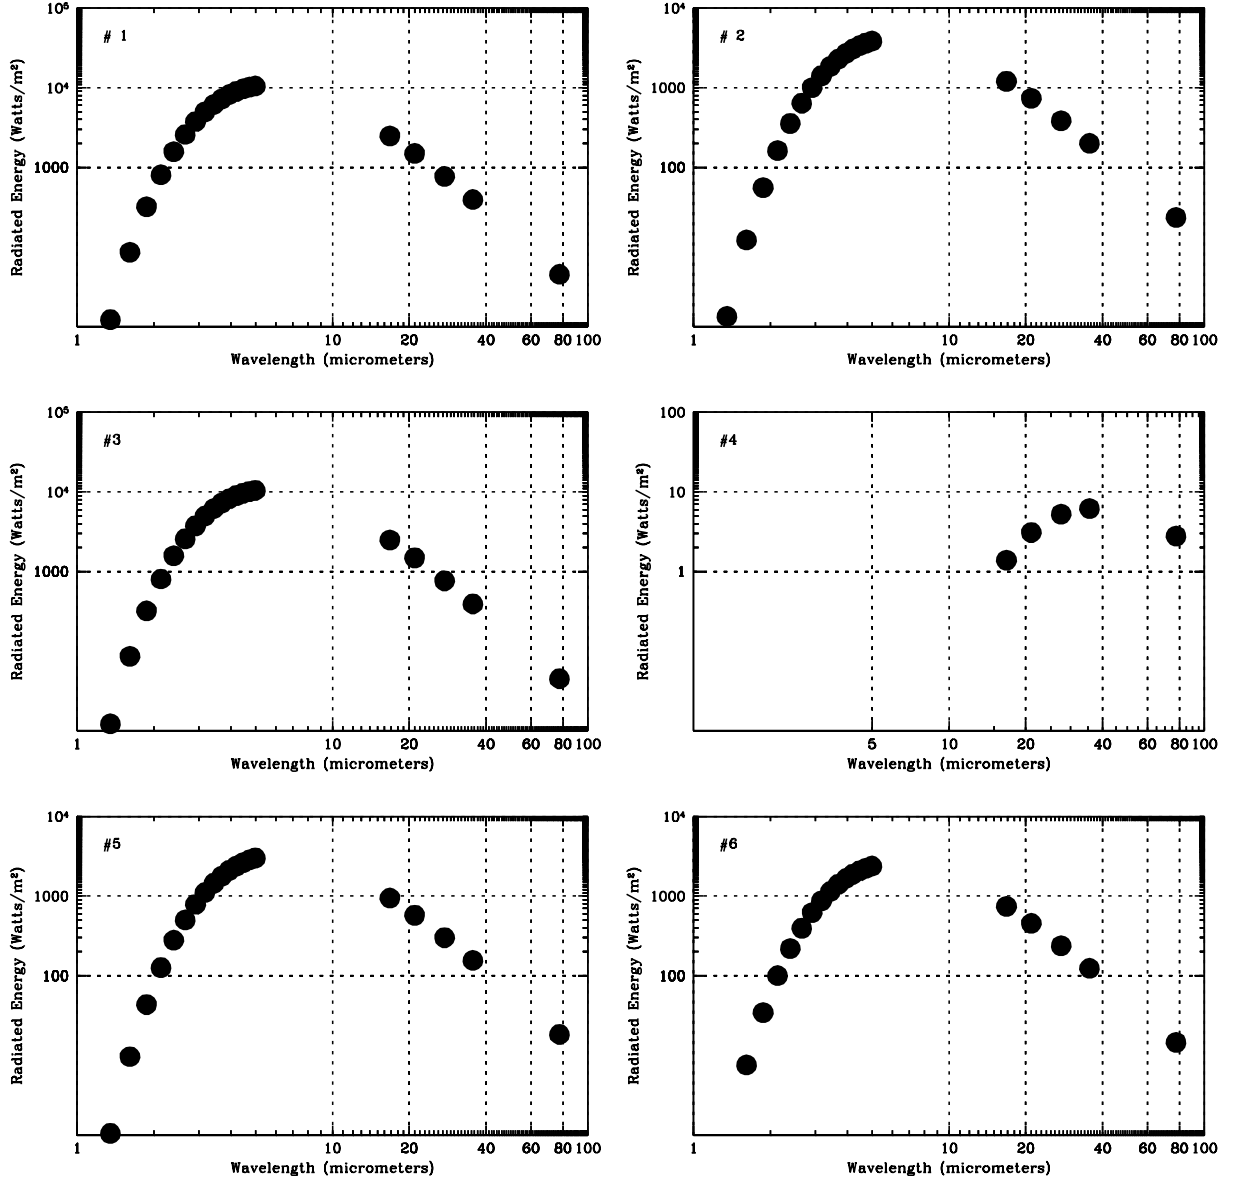 # 1
10⁵
10⁴
1000
Radiated Energy (Watts/m²)
1 10 20 40 60 80 100
Wavelength (micrometers)
# 2
10⁴
1000
100
Radiated Energy (Watts/m²)
1 10 20 40 60 80 100
Wavelength (micrometers)
#3
10⁵
10⁴
1000
Radiated Energy (Watts/m²)
1 10 20 40 60 80 100
Wavelength (micrometers)
#4
100
10
1
Radiated Energy (Watts/m²)
5 10 20 40 60 80 100
Wavelength (micrometers)
#5
10⁴
1000
100
Radiated Energy (Watts/m²)
1 10 20 40 60 80 100
Wavelength (micrometers)
#6
10⁴
1000
100
Radiated Energy (Watts/m²)
1 10 20 40 60 80 100
Wavelength (micrometers)